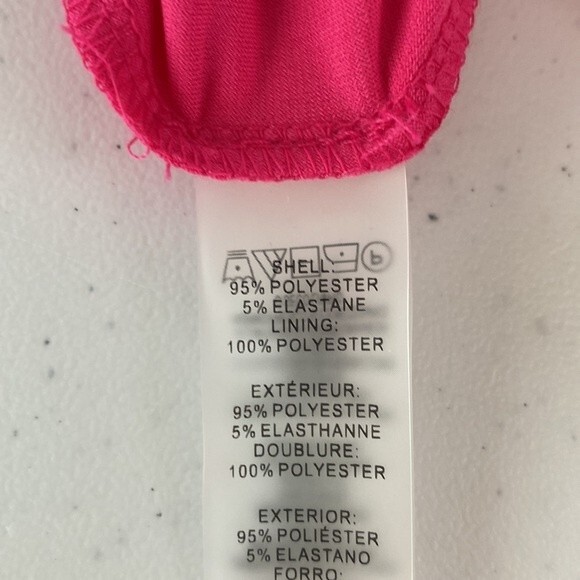 SHELL:
95% POLYESTER
5% ELASTANE
LINING:
100% POLYESTER
EXTÉRIEUR:
95% POLYESTER
5% ELASTHANNE
DOUBLURE:
100% POLYESTER
EXTERIOR:
95% POLIÉSTER
5% ELASTANO
FORRO: